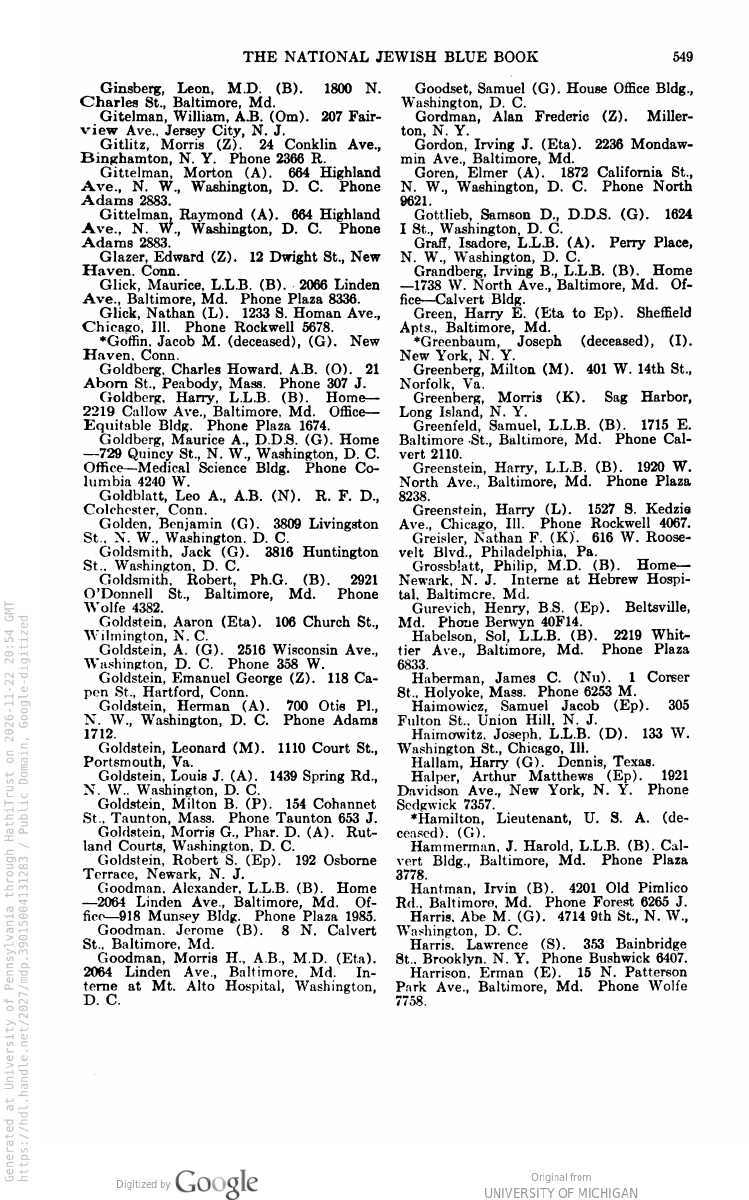 THE NATIONAL JEWISH BLUE BOOK 549
Ginsberg, Leon, M.D. (B). 1800 N.
Charles St., Baltimore, Md.
Gitelman, William, A.B. (Om). 207 Fair-
view Ave., Jersey City, N. J.
Gitlitz, Morris (Z). 24 Conklin Ave.,
Binghamton, N. Y. Phone 2366 R.
Gittelman, Morton (A). 664 Highland
Ave., N. W., Washington, D. C. Phone
Adams 2883.
Gittelman, Raymond (A). 664 Highland
Ave., N. W., Washington, D. C. Phone
Adams 2883.
Glazer, Edward (Z). 12 Dwight St., New
Haven, Conn.
Glick, Maurice, L.L.B. (B). 2066 Linden
Ave., Baltimore, Md. Phone Plaza 8336.
Glick, Nathan (L). 1233 S. Homan Ave.,
Chicago, Ill. Phone Rockwell 5678.
*Goffin, Jacob M. (deceased), (G). New
Haven, Conn.
Goldberg, Charles Howard, A.B. (O). 21
Aborn St., Peabody, Mass. Phone 307 J.
Goldberg, Harry, L.L.B. (B). Home—
2219 Callow Ave., Baltimore, Md. Office—
Equitable Bldg. Phone Plaza 1674.
Goldberg, Maurice A., D.D.S. (G). Home
—729 Quincy St., N. W., Washington, D. C.
Office—Medical Science Bldg. Phone Co-
lumbia 4240 W.
Goldblatt, Leo A., A.B. (N). R. F. D.,
Colchester, Conn.
Golden, Benjamin (G). 3809 Livingston
St., N. W., Washington, D. C.
Goldsmith, Jack (G). 3816 Huntington
St., Washington, D. C.
Goldsmith, Robert, Ph.G. (B). 2921
O'Donnell St., Baltimore, Md. Phone
Wolfe 4382.
Goldstein, Aaron (Eta). 106 Church St.,
Wilmington, N. C.
Goldstein, A. (G). 2516 Wisconsin Ave.,
Washington, D. C. Phone 358 W.
Goldstein, Emanuel George (Z). 118 Ca-
pen St., Hartford, Conn.
Goldstein, Herman (A). 700 Otis Pl.,
N. W., Washington, D. C. Phone Adams
1712.
Goldstein, Leonard (M). 1110 Court St.,
Portsmouth, Va.
Goldstein, Louis J. (A). 1439 Spring Rd.,
N. W., Washington, D. C.
Goldstein, Milton B. (P). 154 Cohannet
St., Taunton, Mass. Phone Taunton 653 J.
Goldstein, Morris G., Phar. D. (A). Rut-
land Courts, Washington, D. C.
Goldstein, Robert S. (Ep). 192 Osborne
Terrace, Newark, N. J.
Goodman, Alexander, L.L.B. (B). Home
—2064 Linden Ave., Baltimore, Md. Of-
fice—918 Munsey Bldg. Phone Plaza 1985.
Goodman, Jerome (B). 8 N. Calvert
St., Baltimore, Md.
Goodman, Morris H., A.B., M.D. (Eta).
2064 Linden Ave., Baltimore, Md. In-
terne at Mt. Alto Hospital, Washington,
D. C.
Goodset, Samuel (G). House Office Bldg.,
Washington, D. C.
Gordman, Alan Frederic (Z). Miller-
ton, N. Y.
Gordon, Irving J. (Eta). 2236 Mondaw-
min Ave., Baltimore, Md.
Goren, Elmer (A). 1872 California St.,
N. W., Washington, D. C. Phone North
9621.
Gottlieb, Samson D., D.D.S. (G). 1624
I St., Washington, D. C.
Graff, Isadore, L.L.B. (A). Perry Place,
N. W., Washington, D. C.
Grandberg, Irving B., L.L.B. (B). Home
—1738 W. North Ave., Baltimore, Md. Of-
fice—Calvert Bldg.
Green, Harry E. (Eta to Ep). Sheffield
Apts., Baltimore, Md.
*Greenbaum, Joseph (deceased), (I).
New York, N. Y.
Greenberg, Milton (M). 401 W. 14th St.,
Norfolk, Va.
Greenberg, Morris (K). Sag Harbor,
Long Island, N. Y.
Greenfeld, Samuel, L.L.B. (B). 1715 E.
Baltimore St., Baltimore, Md. Phone Cal-
vert 2110.
Greenstein, Harry, L.L.B. (B). 1920 W.
North Ave., Baltimore, Md. Phone Plaza
8238.
Greenstein, Harry (L). 1527 S. Kedzie
Ave., Chicago, Ill. Phone Rockwell 4067.
Greisler, Nathan F. (K). 616 W. Roose-
velt Blvd., Philadelphia, Pa.
Grossblatt, Philip, M.D. (B). Home—
Newark, N. J. Interne at Hebrew Hospi-
tal, Baltimore, Md.
Gurevich, Henry, B.S. (Ep). Beltsville,
Md. Phone Berwyn 40F14.
Habelson, Sol, L.L.B. (B). 2219 Whit-
tier Ave., Baltimore, Md. Phone Plaza
6833.
Haberman, James C. (Nu). 1 Corser
St., Holyoke, Mass. Phone 6253 M.
Haimowicz, Samuel Jacob (Ep). 305
Fulton St., Union Hill, N. J.
Haimowitz, Joseph, L.L.B. (D). 133 W.
Washington St., Chicago, Ill.
Hallam, Harry (G). Dennis, Texas.
Halper, Arthur Matthews (Ep). 1921
Davidson Ave., New York, N. Y. Phone
Sedgwick 7357.
*Hamilton, Lieutenant, U. S. A. (de-
ceased). (G).
Hammerman, J. Harold, L.L.B. (B). Cal-
vert Bldg., Baltimore, Md. Phone Plaza
3778.
Hantman, Irvin (B). 4201 Old Pimlico
Rd., Baltimore, Md. Phone Forest 6265 J.
Harris, Abe M. (G). 4714 9th St., N. W.,
Washington, D. C.
Harris, Lawrence (S). 353 Bainbridge
St., Brooklyn, N. Y. Phone Bushwick 6407.
Harrison, Erman (E). 15 N. Patterson
Park Ave., Baltimore, Md. Phone Wolfe
7758.
Generated at University of Pennsylvania through HathiTrust on 2026-11-22 20:54 GMT
https://hdl.handle.net/2027/mdp.39015004131283 / Public Domain, Google-digitized
Digitized by Google
Original from
UNIVERSITY OF MICHIGAN